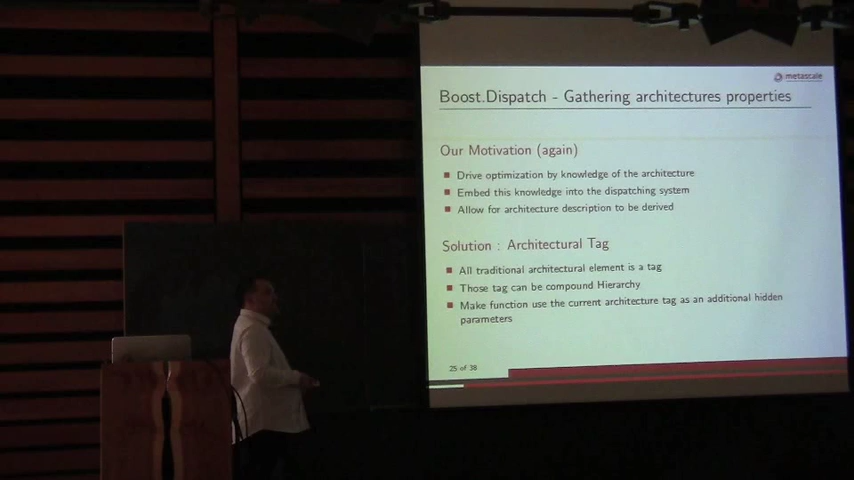 metascale
Boost.Dispatch - Gathering architectures properties
Our Motivation (again)
Drive optimization by knowledge of the architecture
Embed this knowledge into the dispatching system
Allow for architecture description to be derived
Solution : Architectural Tag
All traditional architectural element is a tag
Those tag can be compound Hierarchy
Make function use the current architecture tag as an additional hidden
parameters
25 of 38